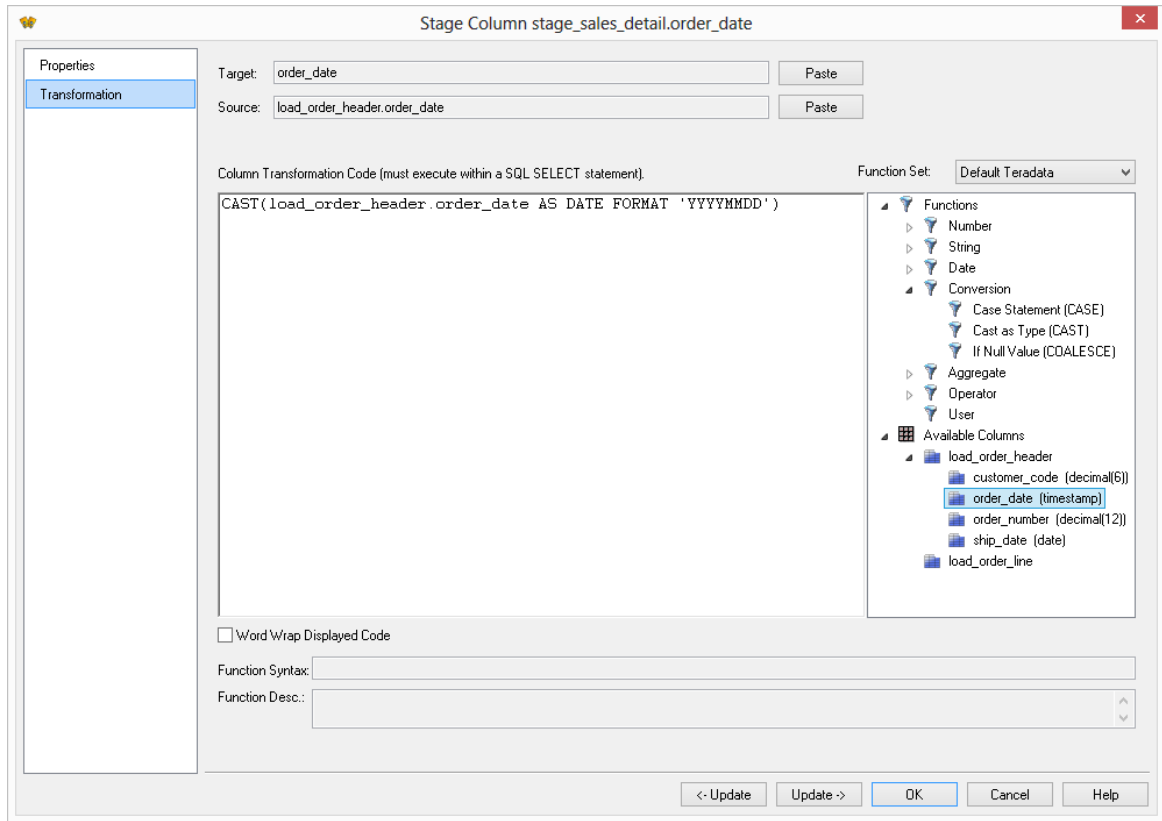 Stage Column stage_sales_detail.order_date
Properties
Transformation
Target: order_date Paste
Source: load_order_header.order_date Paste
Column Transformation Code (must execute within a SQL SELECT statement). Function Set: Default Teradata
CAST(load_order_header.order_date AS DATE FORMAT 'YYYYMMDD')
Functions
Number
String
Date
Conversion
Case Statement (CASE)
Cast as Type (CAST)
If Null Value (COALESCE)
Aggregate
Operator
User
Available Columns
load_order_header
customer_code (decimal(6))
order_date (timestamp)
order_number (decimal(12))
ship_date (date)
load_order_line
Word Wrap Displayed Code
Function Syntax:
Function Desc.:
<- Update Update -> OK Cancel Help